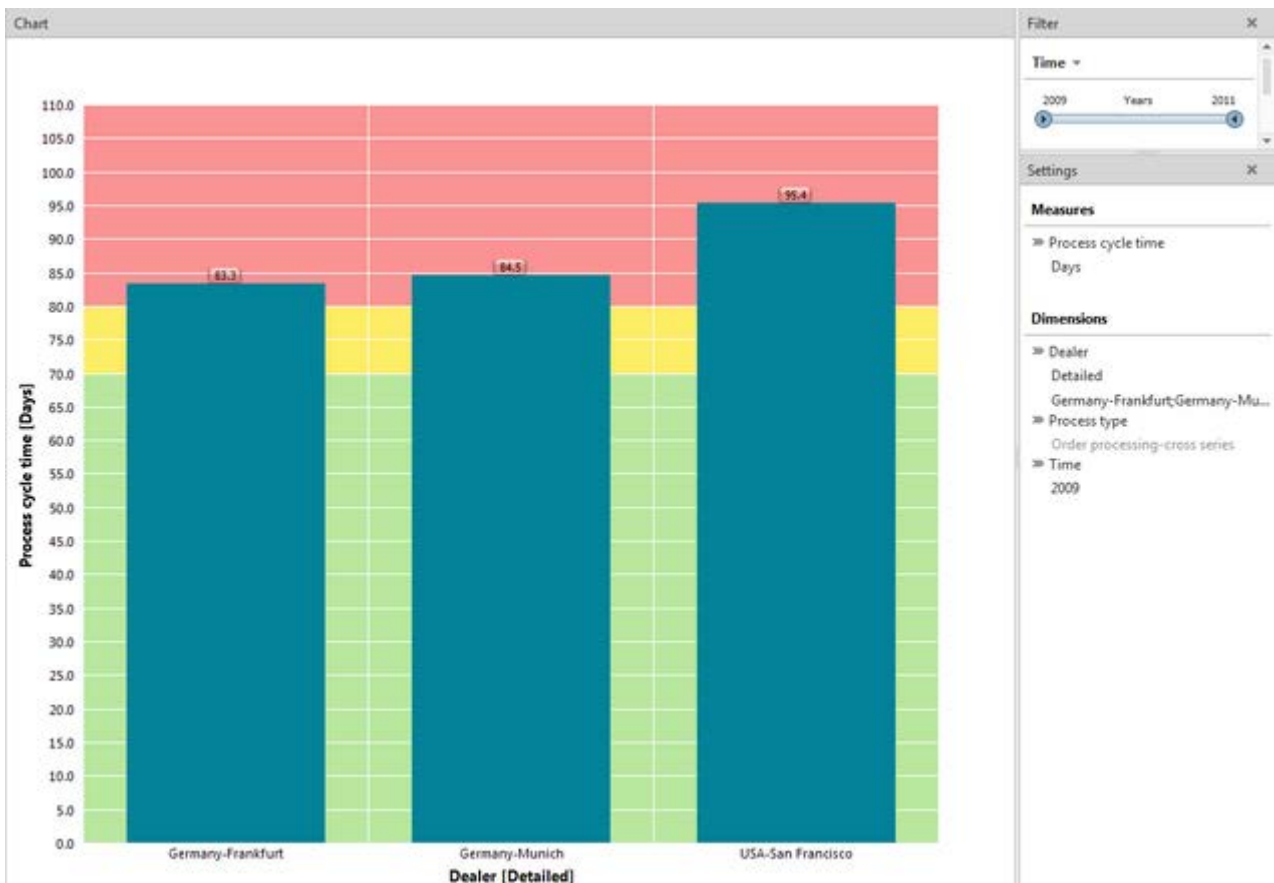 Chart
110.0
105.0
100.0
95.0
90.0
85.0
80.0
75.0
70.0
65.0
60.0
55.0
50.0
45.0
40.0
35.0
30.0
25.0
20.0
15.0
10.0
5.0
0.0
Process cycle time [Days]
83.3
84.5
95.4
Germany-Frankfurt
Germany-Munich
USA-San Francisco
Dealer [Detailed]
Filter
Time
2009 Years 2011
Settings
Measures
Process cycle time
Days
Dimensions
Dealer
Detailed
Germany-Frankfurt;Germany-Mu...
Process type
Order processing-cross series
Time
2009